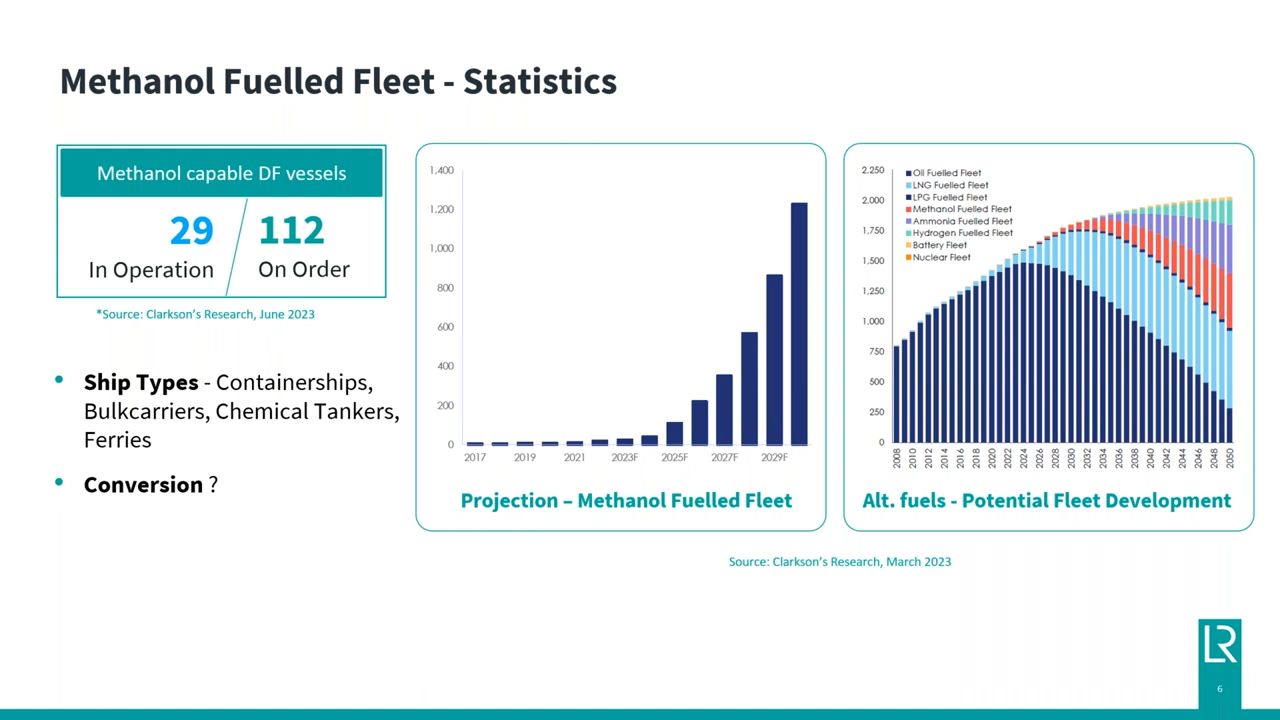 Methanol Fuelled Fleet - Statistics
Methanol capable DF vessels
29
In Operation
112
On Order
*Source: Clarkson's Research, June 2023
• Ship Types - Containerships,
Bulkcarriers, Chemical Tankers,
Ferries
• Conversion ?
1,400
1,200
1,000
800
600
400
200
0
2017 2019 2021 2023F 2025F 2027F 2029F
Projection – Methanol Fuelled Fleet
2,250
2,000
1,750
1,500
1,250
1,000
750
500
250
0
Oil Fuelled Fleet
LNG Fuelled Fleet
LPG Fuelled Fleet
Methanol Fuelled Fleet
Ammonia Fuelled Fleet
Hydrogen Fuelled Fleet
Battery Fleet
Nuclear Fleet
2008 2010 2012 2014 2016 2018 2020 2022 2024 2026 2028 2030 2032 2034 2036 2038 2040 2042 2044 2046 2048 2050
Alt. fuels - Potential Fleet Development
Source: Clarkson's Research, March 2023
LR
6